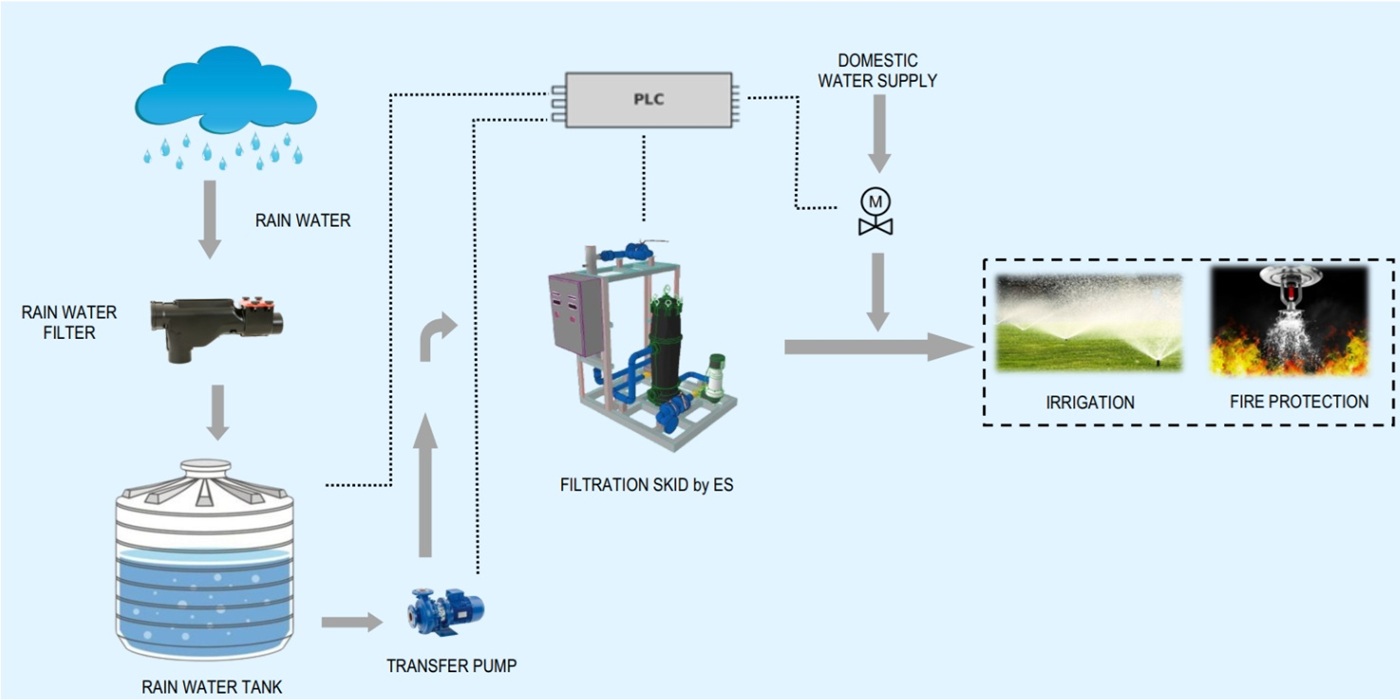 PLC
DOMESTIC
WATER SUPPLY
M
RAIN WATER
RAIN WATER
FILTER
IRRIGATION
FIRE PROTECTION
FILTRATION SKID by ES
TRANSFER PUMP
RAIN WATER TANK